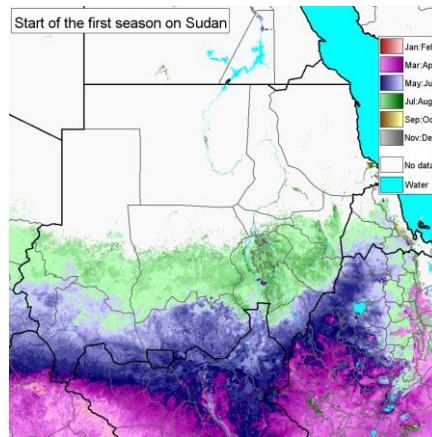 Start of the first season on Sudan
Jan:Feb
Mar:Ap
May:Ju
Jul:Aug
Sep:Oc
Nov:De
No data
Water